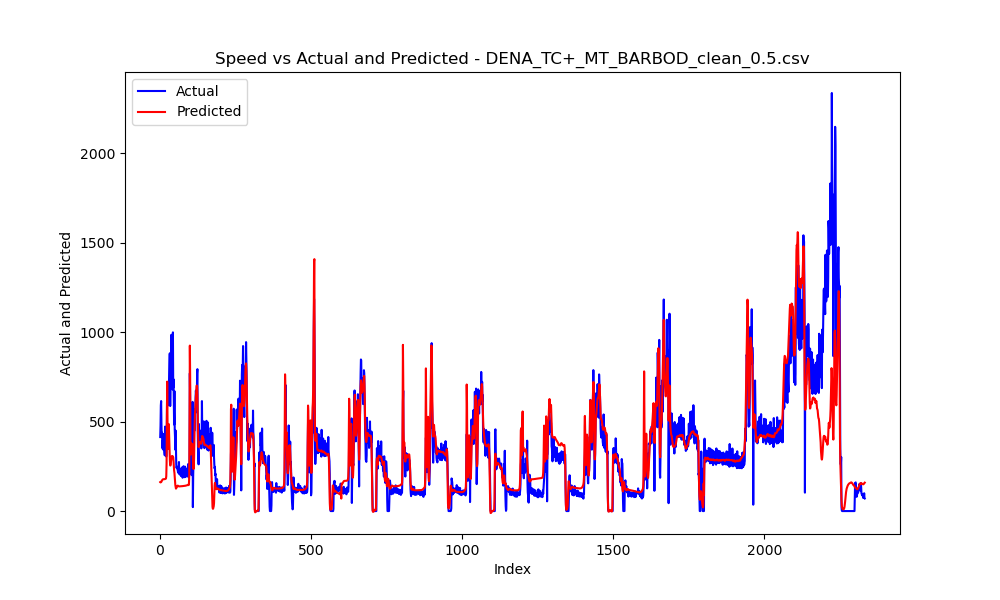 Speed vs Actual and Predicted - DENA_TC+_MT_BARBOD_clean_0.5.csv
Actual
Predicted
2000
1500
1000
500
0
Actual and Predicted
0 500 1000 1500 2000
Index